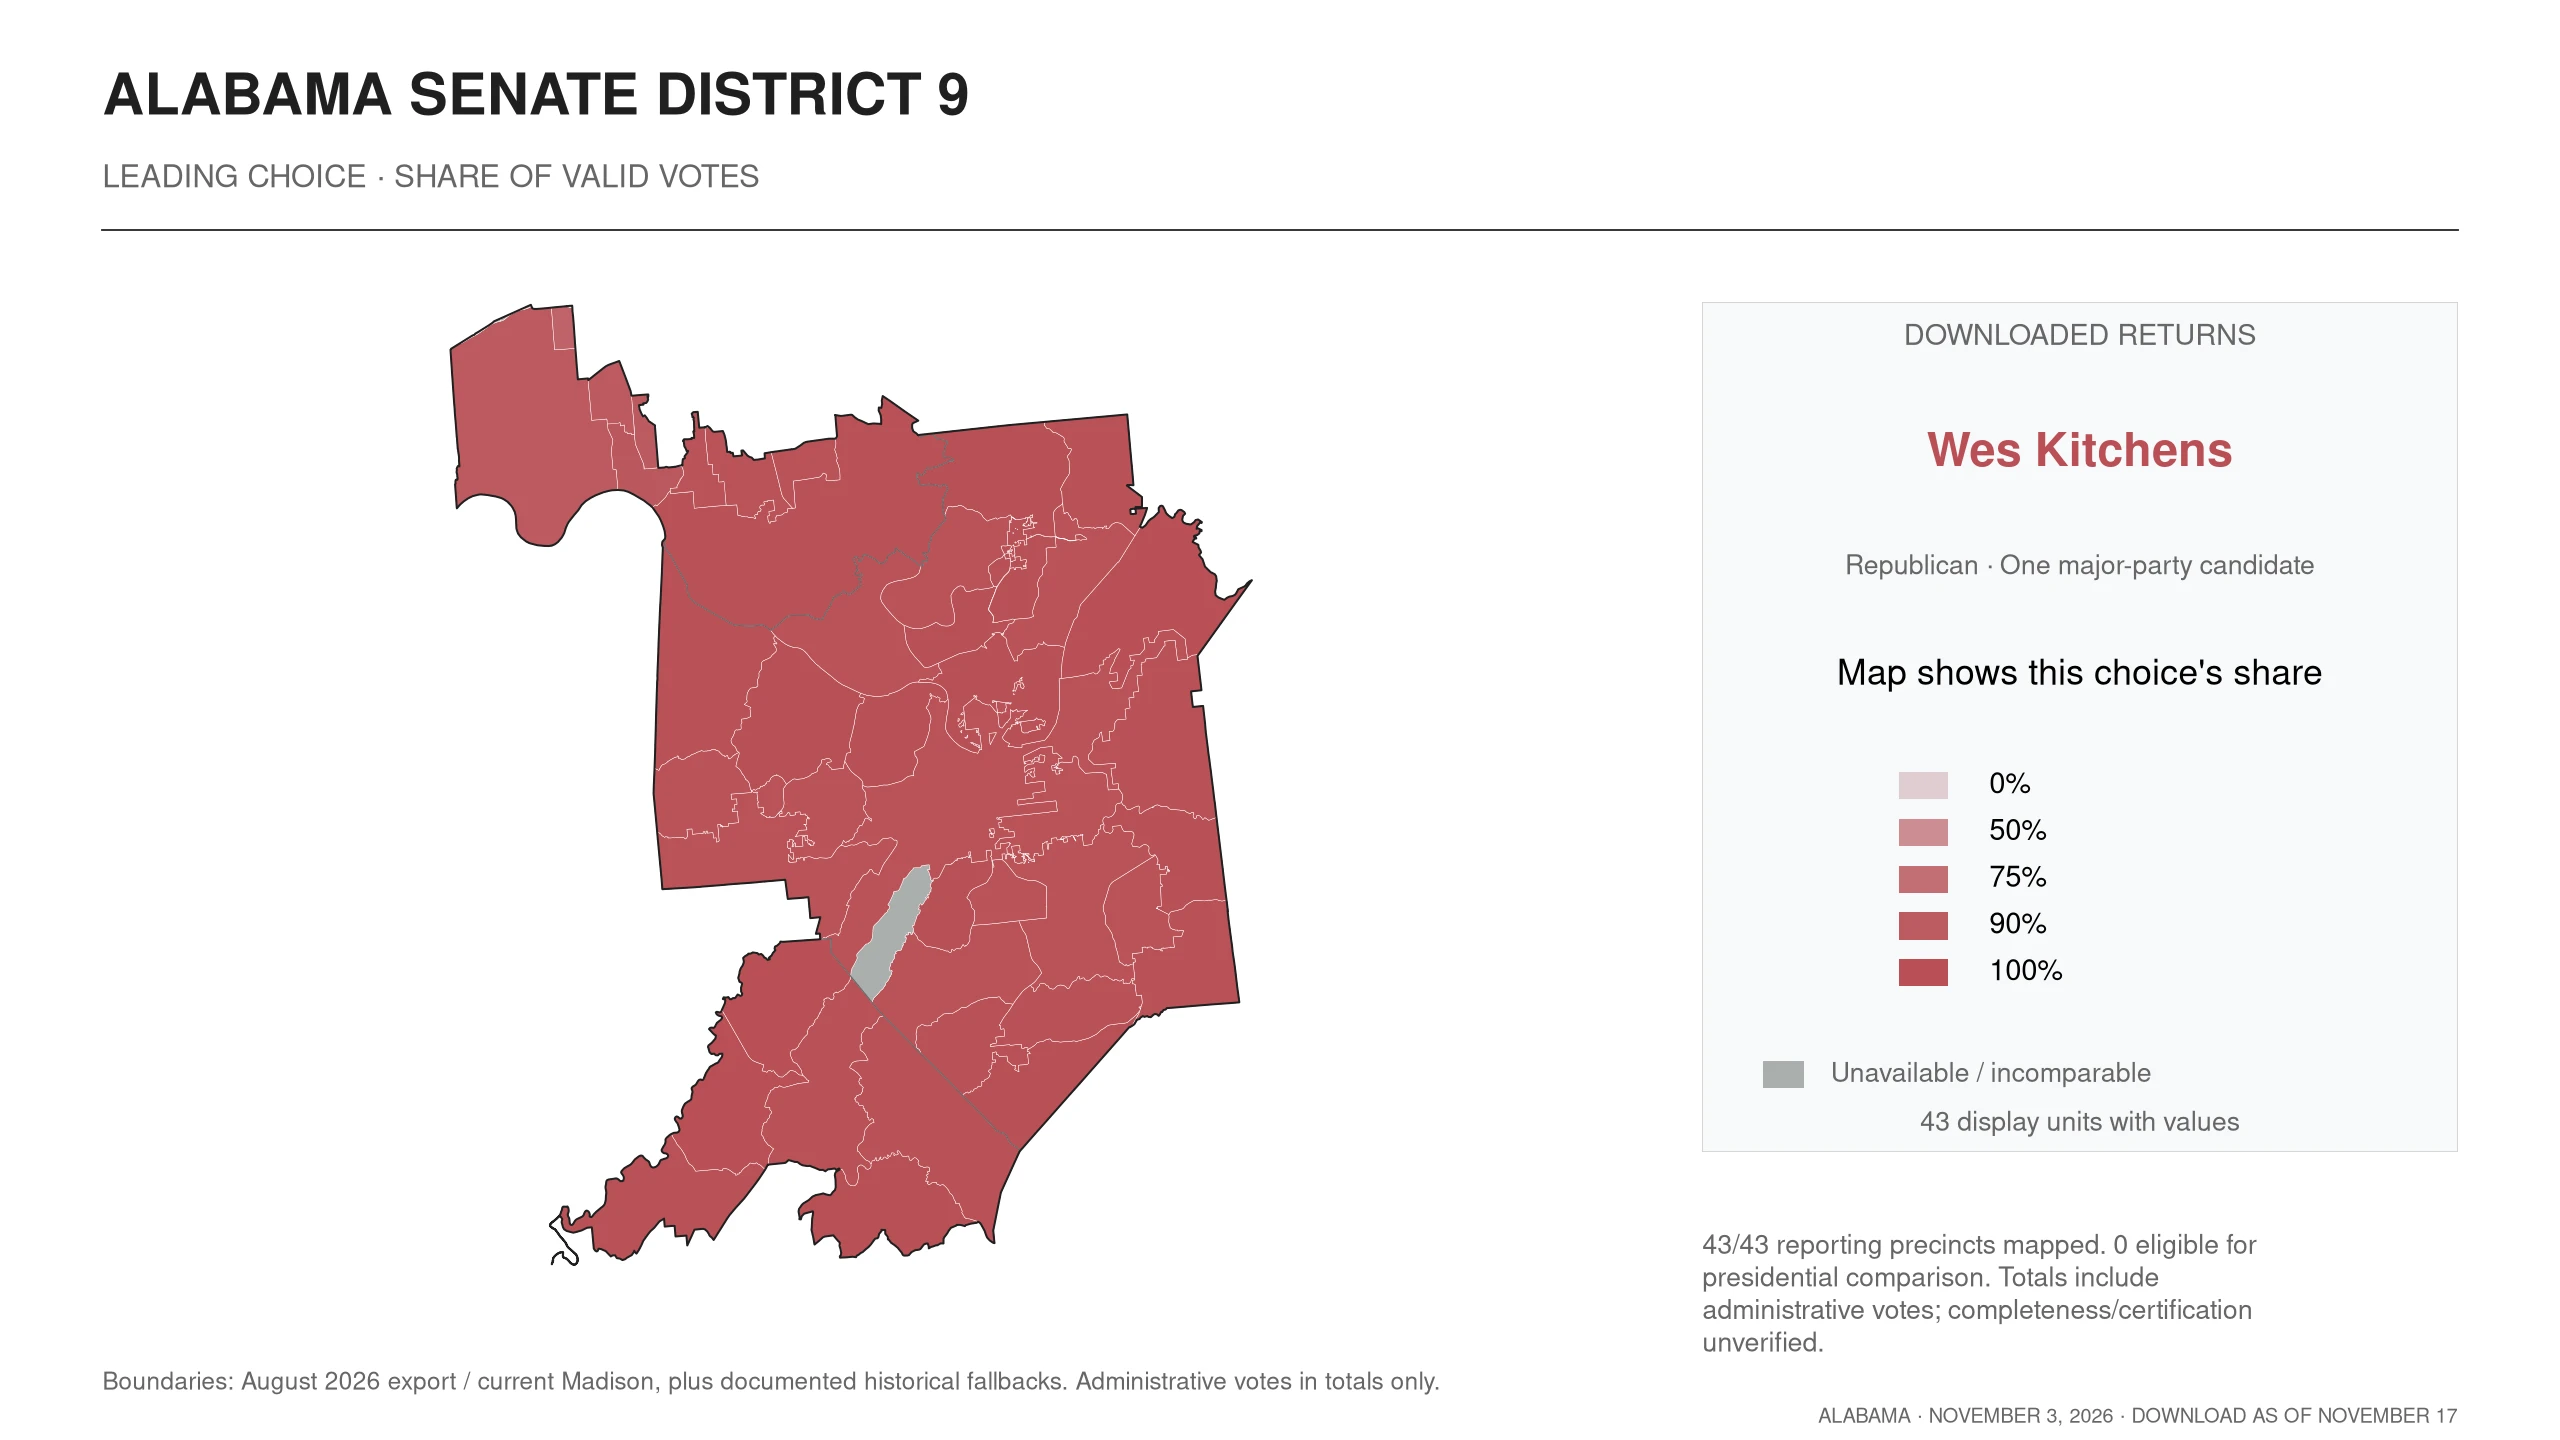 ALABAMA SENATE DISTRICT 9
LEADING CHOICE · SHARE OF VALID VOTES
DOWNLOADED RETURNS
Wes Kitchens
Republican · One major-party candidate
Map shows this choice's share
0%
50%
75%
90%
100%
Unavailable / incomparable
43 display units with values
43/43 reporting precincts mapped. 0 eligible for
presidential comparison. Totals include
administrative votes; completeness/certification
unverified.
Boundaries: August 2026 export / current Madison, plus documented historical fallbacks. Administrative votes in totals only.
ALABAMA · NOVEMBER 3, 2026 · DOWNLOAD AS OF NOVEMBER 17